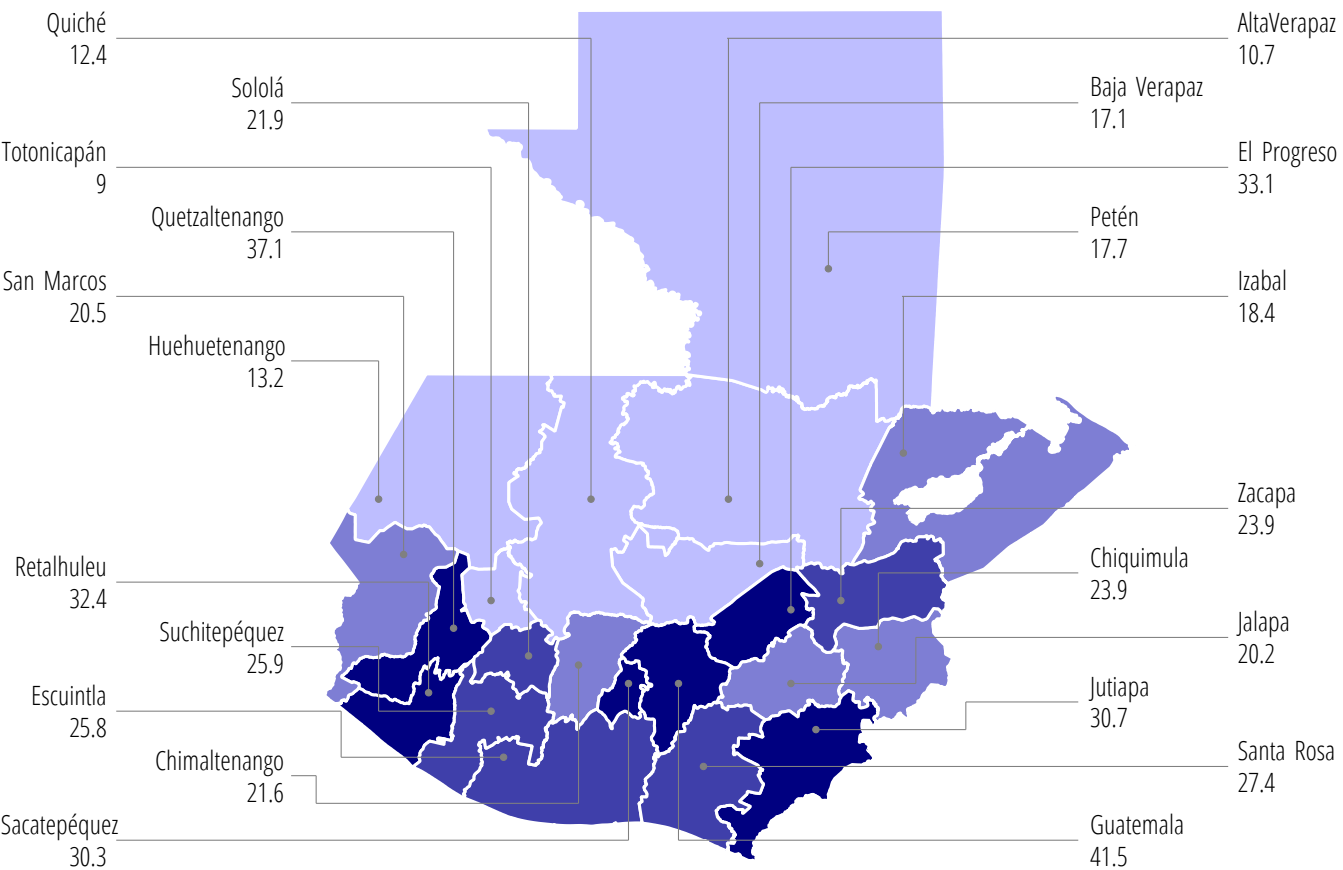 Quiché
12.4
Sololá
21.9
Totonicapán
9
Quetzaltenango
37.1
San Marcos
20.5
Huehuetenango
13.2
Retalhuleu
32.4
Suchitepéquez
25.9
Escuintla
25.8
Chimaltenango
21.6
Sacatepéquez
30.3
AltaVerapaz
10.7
Baja Verapaz
17.1
El Progreso
33.1
Petén
17.7
Izabal
18.4
Zacapa
23.9
Chiquimula
23.9
Jalapa
20.2
Jutiapa
30.7
Santa Rosa
27.4
Guatemala
41.5